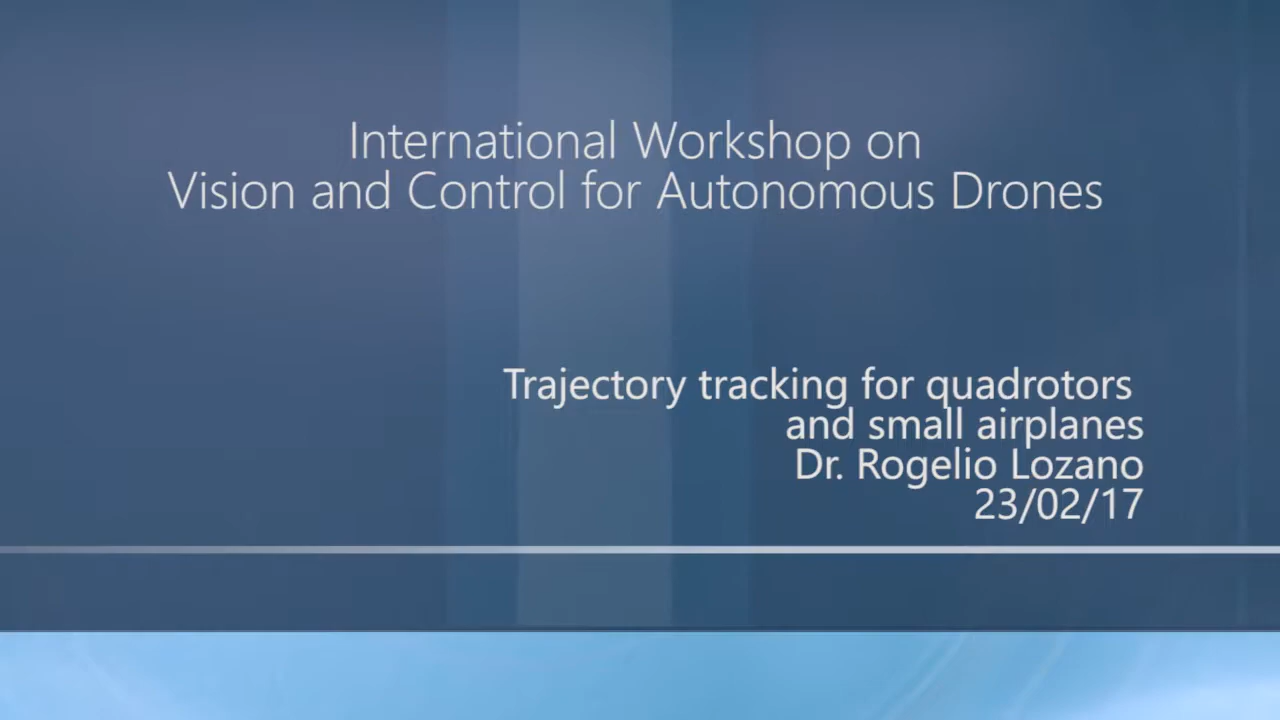 International Workshop on
Vision and Control for Autonomous Drones
Trajectory tracking for quadrotors
and small airplanes
Dr. Rogelio Lozano
23/02/17